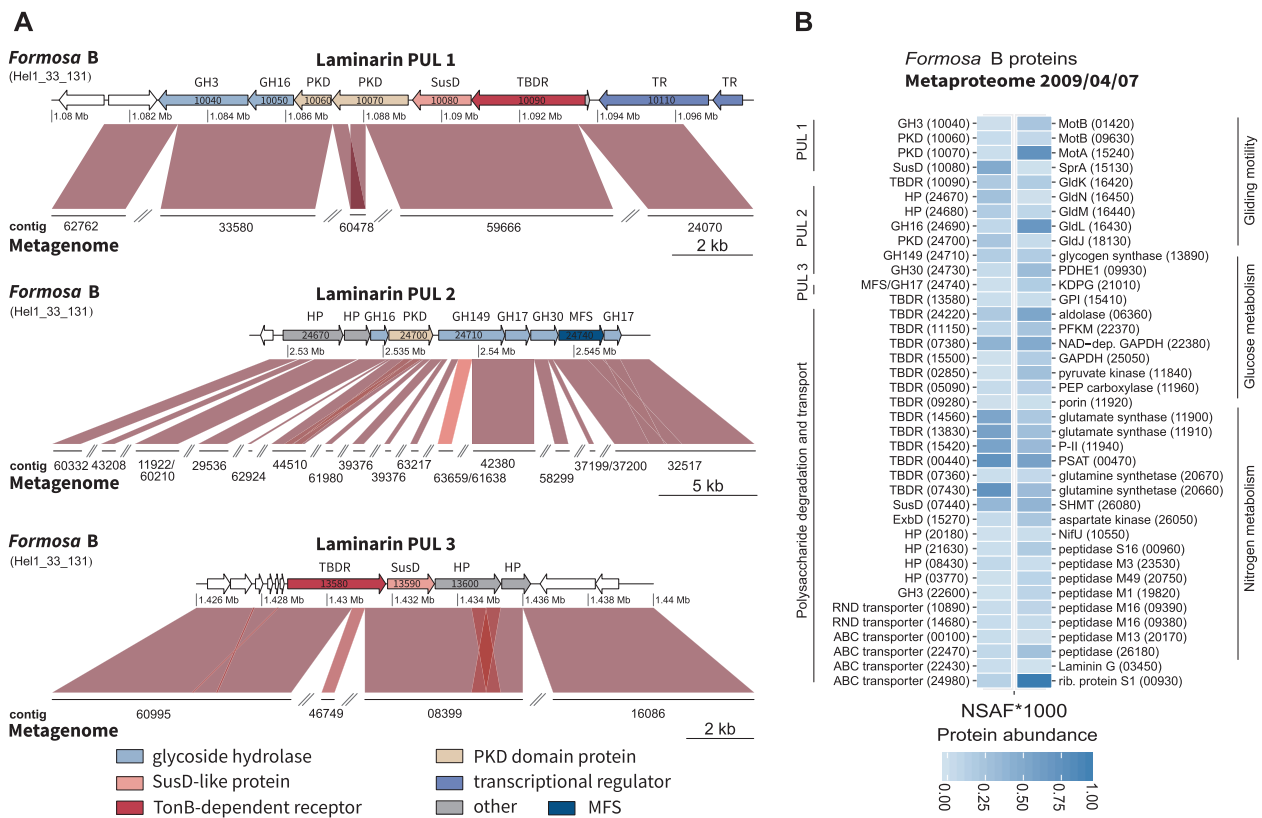 A
Formosa B
(Hel1_33_131)
Laminarin PUL 1
GH3 GH16 PKD PKD SusD TBDR TR TR
10040 10050 10060 10070 10080 10090 10110
1.08 Mb 1.082 Mb 1.084 Mb 1.086 Mb 1.088 Mb 1.09 Mb 1.092 Mb 1.094 Mb 1.096 Mb
contig 62762 33580 60478 59666 24070
Metagenome
2 kb
Formosa B
(Hel1_33_131)
Laminarin PUL 2
HP HP GH16 PKD GH149 GH17 GH30 MFS GH17
24670 24700 24710 24740
2.53 Mb 2.535 Mb 2.54 Mb 2.545 Mb
contig 60332 43208 11922/60210 29536 62924 44510 61980 39376 39376 63217 63659/61638 42380 58299 37199/37200 32517
Metagenome
5 kb
Formosa B
(Hel1_33_131)
Laminarin PUL 3
TBDR SusD HP HP
13580 13590 13600
1.426 Mb 1.428 Mb 1.43 Mb 1.432 Mb 1.434 Mb 1.436 Mb 1.438 Mb 1.44 Mb
contig 60995 46749 08399 16086
Metagenome
2 kb
glycoside hydrolase
SusD-like protein
TonB-dependent receptor
PKD domain protein
transcriptional regulator
other
MFS
B
Formosa B proteins
Metaproteome 2009/04/07
PUL 1
PUL 2
PUL 3
Polysaccharide degradation and transport
GH3 (10040) MotB (01420)
PKD (10060) MotB (09630)
PKD (10070) MotA (15240)
SusD (10080) SprA (15130)
TBDR (10090) GldK (16420)
HP (24670) GldN (16450)
HP (24680) GldM (16440)
GH16 (24690) GldL (16430)
PKD (24700) GldJ (18130)
GH149 (24710) glycogen synthase (13890)
GH30 (24730) PDHE1 (09930)
MFS/GH17 (24740) KDPG (21010)
TBDR (13580) GPI (15410)
TBDR (24220) aldolase (06360)
TBDR (11150) PFKM (22370)
TBDR (07380) NAD-dep. GAPDH (22380)
TBDR (15500) GAPDH (25050)
TBDR (02850) pyruvate kinase (11840)
TBDR (05090) PEP carboxylase (11960)
TBDR (09280) porin (11920)
TBDR (14560) glutamate synthase (11900)
TBDR (13830) glutamate synthase (11910)
TBDR (15420) P-II (11940)
TBDR (00440) PSAT (00470)
TBDR (07360) glutamine synthetase (20670)
TBDR (07430) glutamine synthetase (20660)
SusD (07440) SHMT (26080)
ExbD (15270) aspartate kinase (26050)
HP (20180) NifU (10550)
HP (21630) peptidase S16 (00960)
HP (08430) peptidase M3 (23530)
HP (03770) peptidase M49 (20750)
GH3 (22600) peptidase M1 (19820)
RND transporter (10890) peptidase M16 (09390)
RND transporter (14680) peptidase M16 (09380)
ABC transporter (00100) peptidase M13 (20170)
ABC transporter (22470) peptidase (26180)
ABC transporter (22430) Laminin G (03450)
ABC transporter (24980) rib. protein S1 (00930)
Gliding motility
Glucose metabolism
Nitrogen metabolism
NSAF*1000
Protein abundance
0.00 0.25 0.50 0.75 1.00